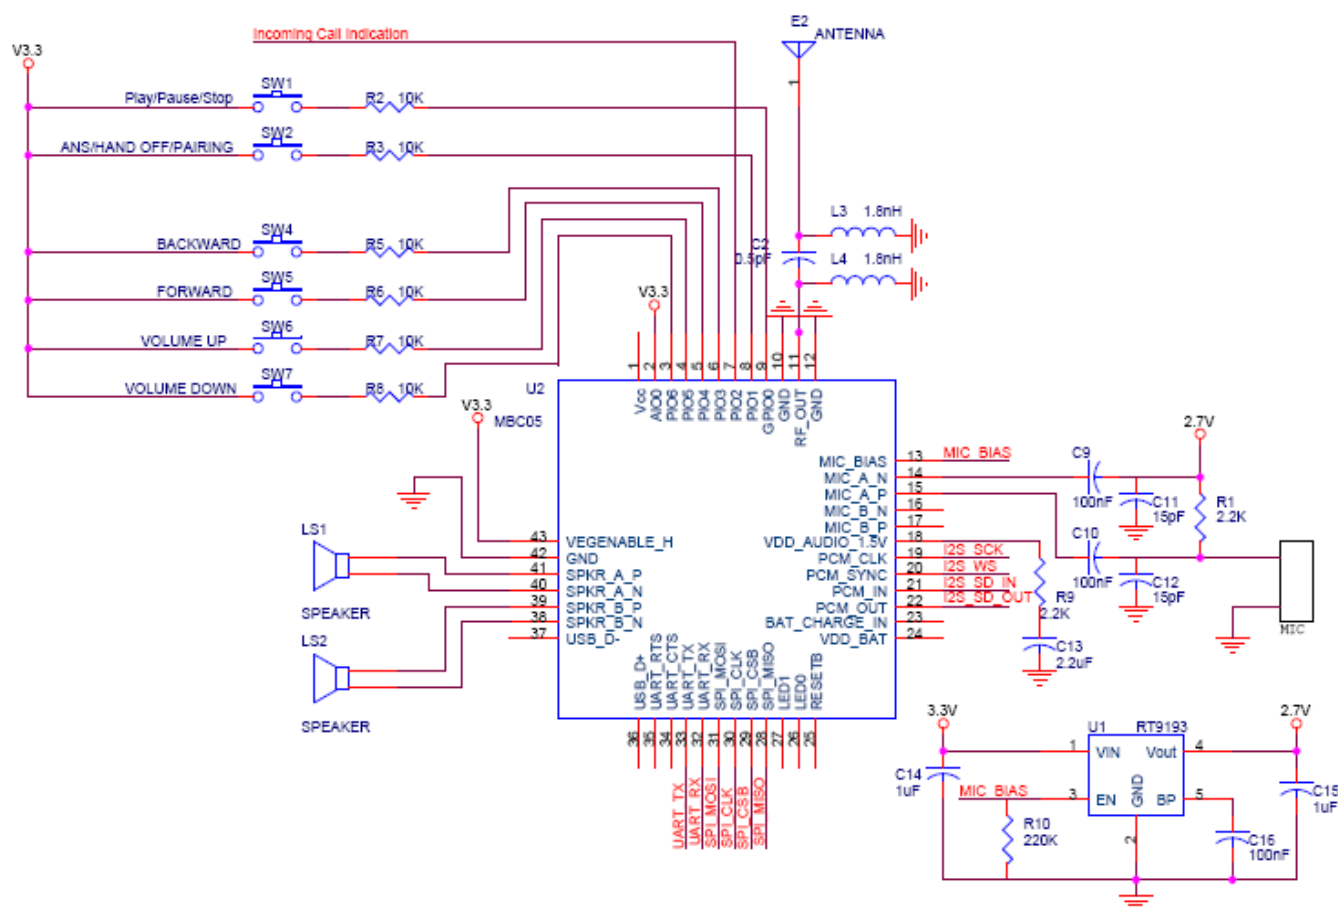 E2
ANTENNA
1
Incoming Call Indication
V3.3
SW1
Play/Pause/Stop
R2 10K
SW2
ANS/HAND OFF/PAIRING
R3 10K
SW4
BACKWARD
R5 10K
SW5
FORWARD
R6 10K
SW6
VOLUME UP
R7 10K
SW7
VOLUME DOWN
R8 10K
L3 1.8nH
C2
0.5pF
L4 1.8nH
V3.3
1 2 3 4 5 6 7 8 9 10 11 12
U2
MBC05
V3.3
Vcc
AIO0
PIO6
PIO5
PIO4
PIO3
PIO2
PIO1
GPIO0
GND
RF_OUT
GND
MIC_BIAS 13 MIC_BIAS
MIC_A_N 14
MIC_A_P 15
MIC_B_N 16
MIC_B_P 17
VDD_AUDIO_1.5V 18
PCM_CLK 19 I2S_SCK
PCM_SYNC 20 I2S_WS
PCM_IN 21 I2S_SD_IN
PCM_OUT 22 I2S_SD_OUT
BAT_CHARGE_IN 23
VDD_BAT 24
2.7V
C9
100nF
C11
15pF
R1
2.2K
C10
100nF
C12
15pF
MIC
R9
2.2K
C13
2.2uF
LS1
SPEAKER
LS2
SPEAKER
43 VEGENABLE_H
42 GND
41 SPKR_A_P
40 SPKR_A_N
39 SPKR_B_P
38 SPKR_B_N
37 USB_D-
USB_D+
UART_RTS
UART_CTS
UART_TX
UART_RX
SPI_MOSI
SPI_CLK
SPI_CSB
SPI_MISO
LED1
LED0
RESETB
36 35 34 33 32 31 30 29 28 27 26 25
UART_TX
UART_RX
SPI_MOSI
SPI_CLK
SPI_CSB
SPI_MISO
3.3V
U1 RT9193
2.7V
1 VIN Vout 4
C14
1uF
MIC_BIAS
3 EN GND BP 5
2
C15
1uF
R10
220K
C16
100nF